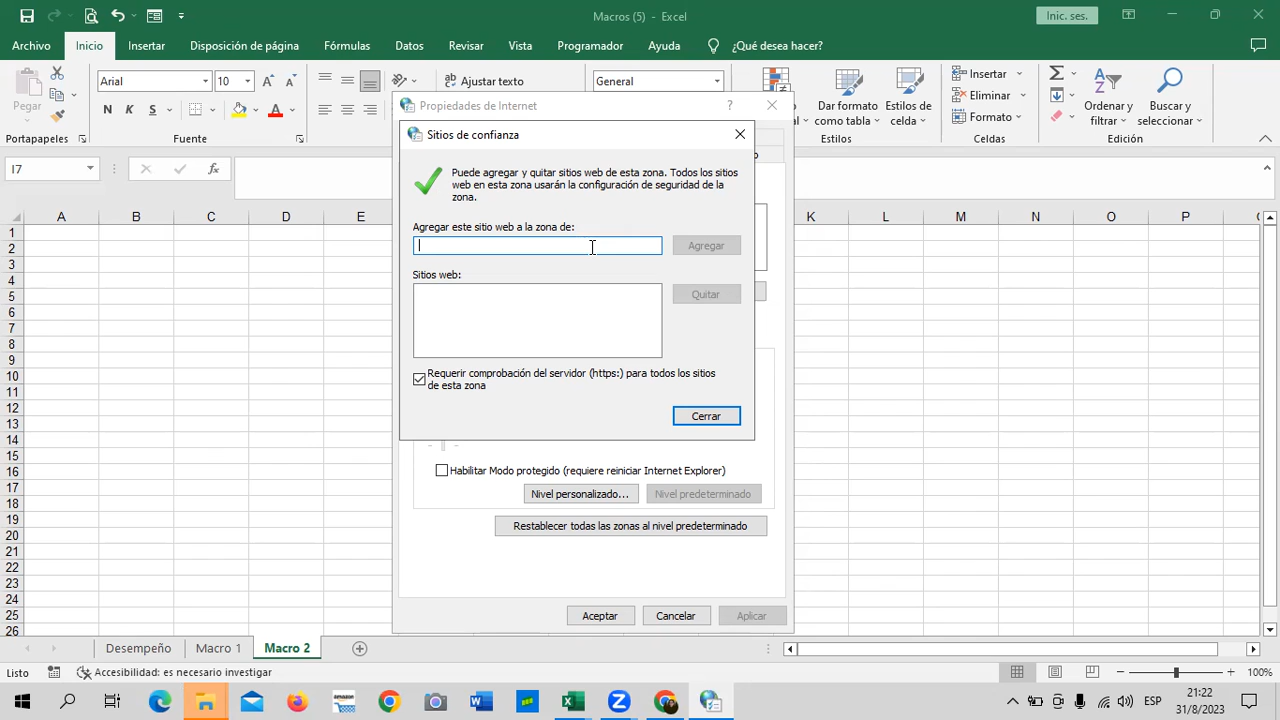 Macros (5) - Excel
Inic. ses.
Archivo Inicio Insertar Disposición de página Fórmulas Datos Revisar Vista Programador Ayuda ¿Qué desea hacer?
Pegar
Portapapeles
Arial 10
N K S
Fuente
Ajustar texto
General
Dar formato como tabla
Estilos de celda
Insertar
Eliminar
Formato
Celdas
Ordenar y filtrar
Buscar y seleccionar
Edición
I7
fx
Propiedades de Internet
Sitios de confianza
Puede agregar y quitar sitios web de esta zona. Todos los sitios
web en esta zona usarán la configuración de seguridad de la
zona.
Agregar este sitio web a la zona de:
Agregar
Sitios web:
Quitar
Requerir comprobación del servidor (https:) para todos los sitios
de esta zona
Cerrar
Habilitar Modo protegido (requiere reiniciar Internet Explorer)
Nivel personalizado... Nivel predeterminado
Restablecer todas las zonas al nivel predeterminado
Aceptar Cancelar Aplicar
A B C D E K L M N O P
1
2
3
4
5
6
7
8
9
10
11
12
13
14
15
16
17
18
19
20
21
22
23
24
25
26
Desempeño Macro 1 Macro 2
Listo Accesibilidad: es necesario investigar 100%
amazon
ESP
21:22
31/8/2023